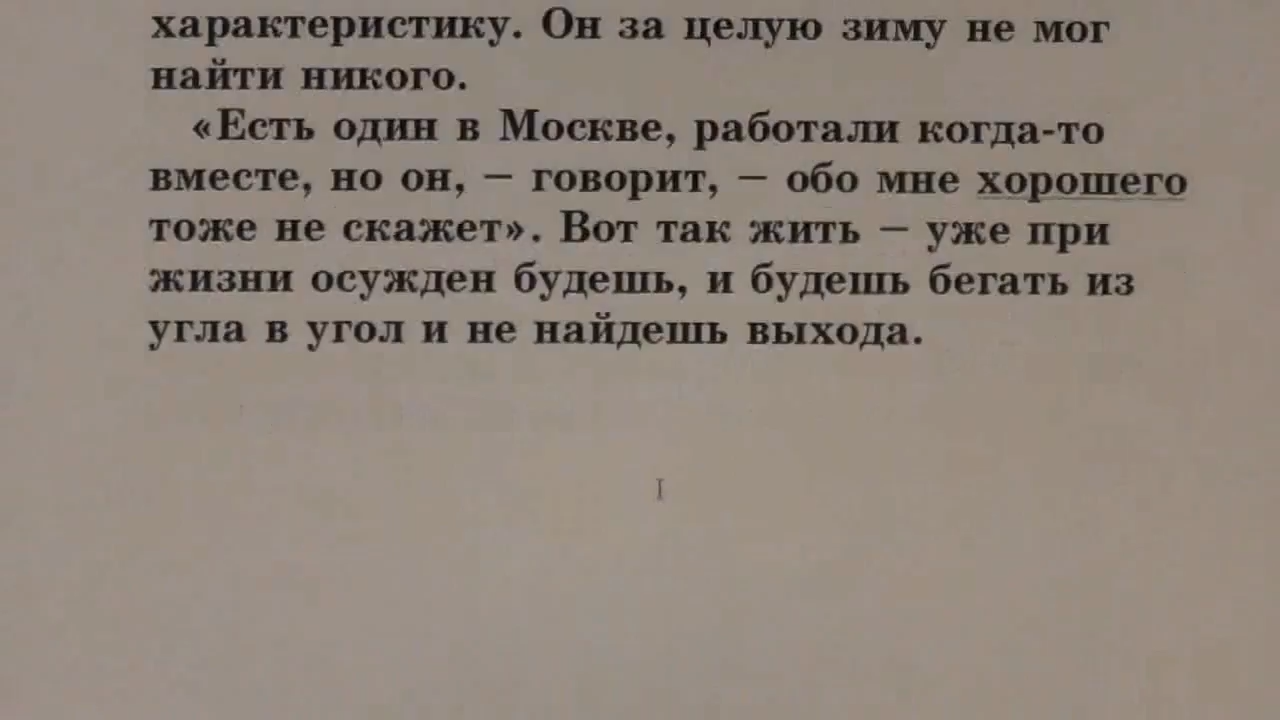 характеристику. Он за целую зиму не мог
найти никого.
«Есть один в Москве, работали когда-то
вместе, но он, – говорит, – обо мне хорошего
тоже не скажет». Вот так жить – уже при
жизни осужден будешь, и будешь бегать из
угла в угол и не найдешь выхода.